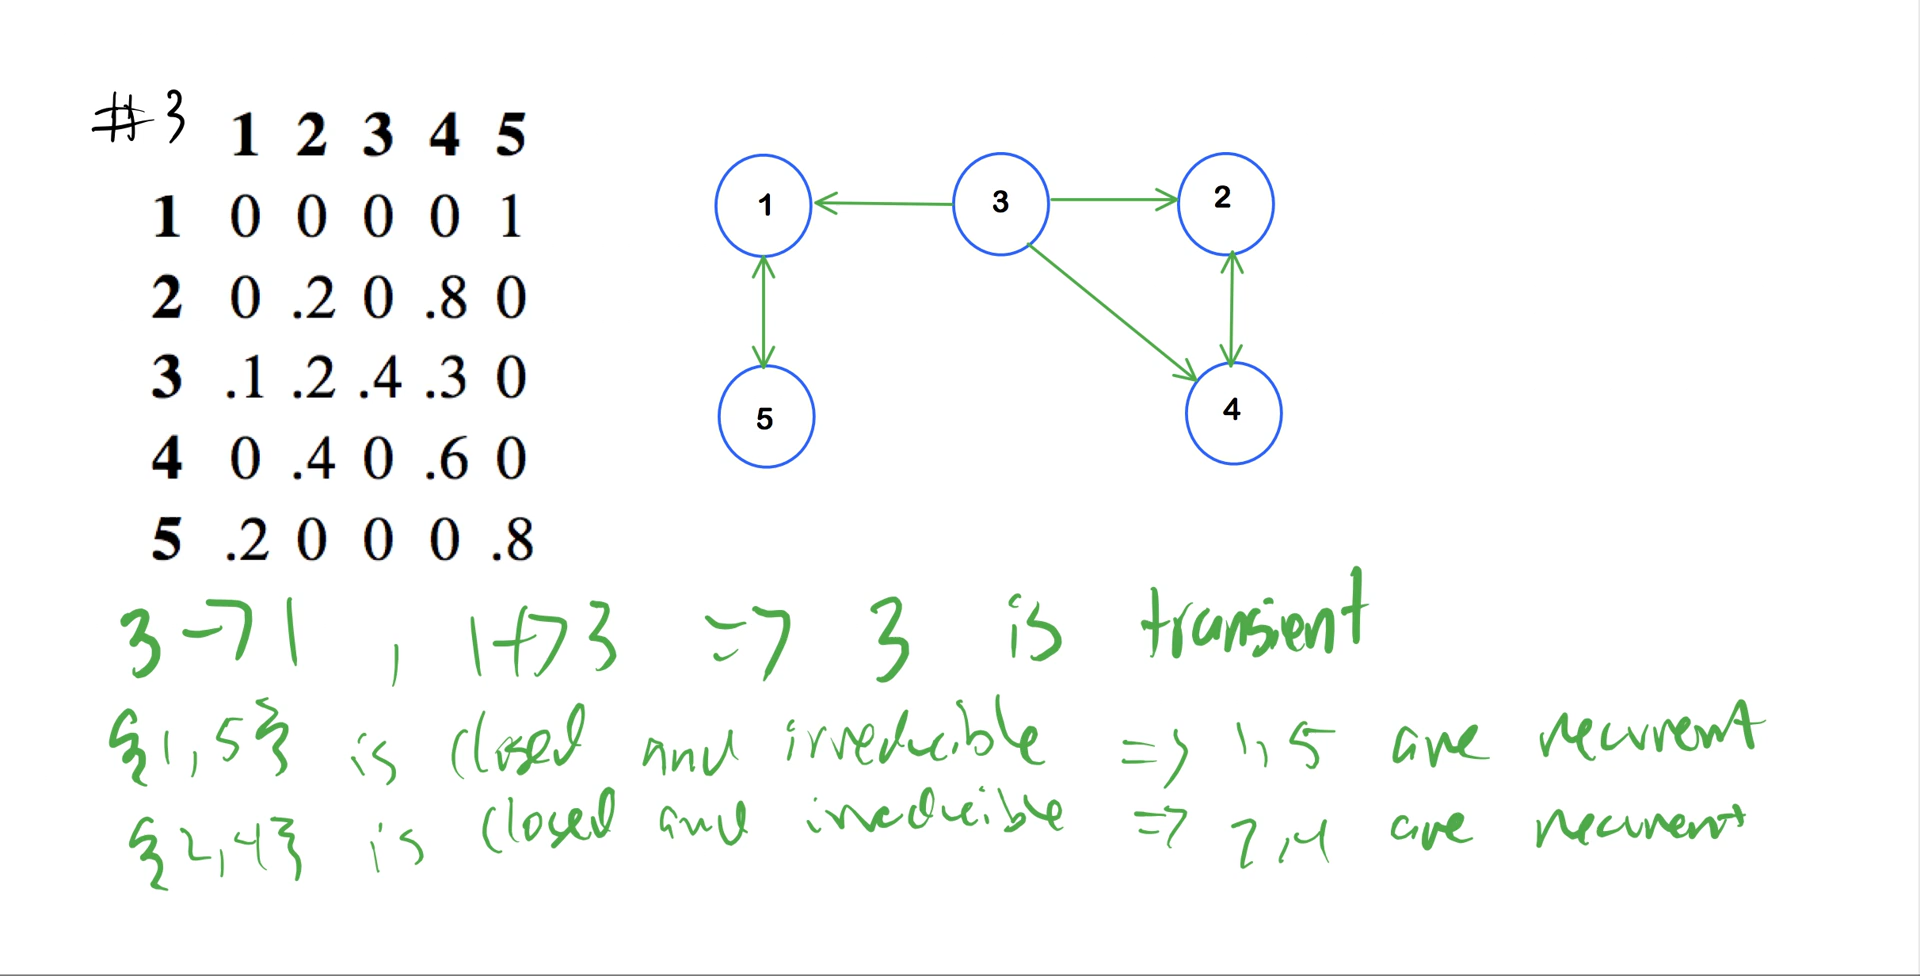 #3 1 2 3 4 5
1 0 0 0 0 1
2 0 .2 0 .8 0
3 .1 .2 .4 .3 0
4 0 .4 0 .6 0
5 .2 0 0 0 .8
1 3 2
5 4
3 → 1 , 1 ↛ 3 => 3 is transient
{1,5} is closed and irreducible => 1,5 are recurrent
{2,4} is closed and irreducible => 2,4 are recurrent